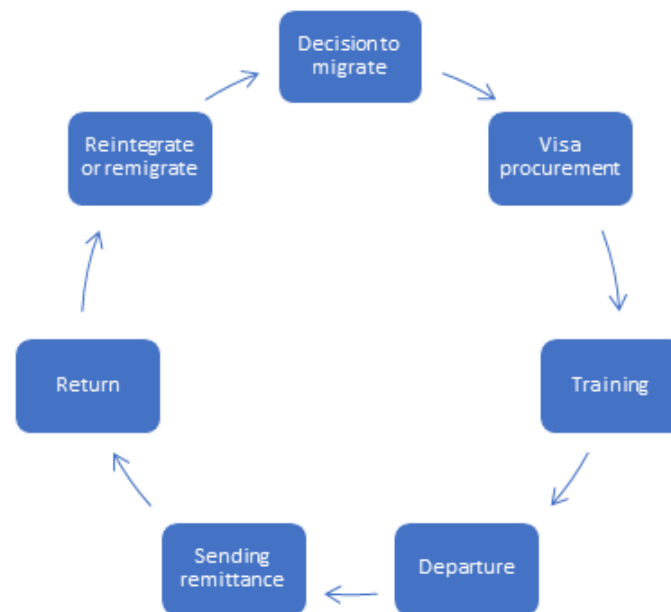 Decision to
migrate
Visa
procurement
Training
Departure
Sending
remittance
Return
Reintegrate
or remigrate